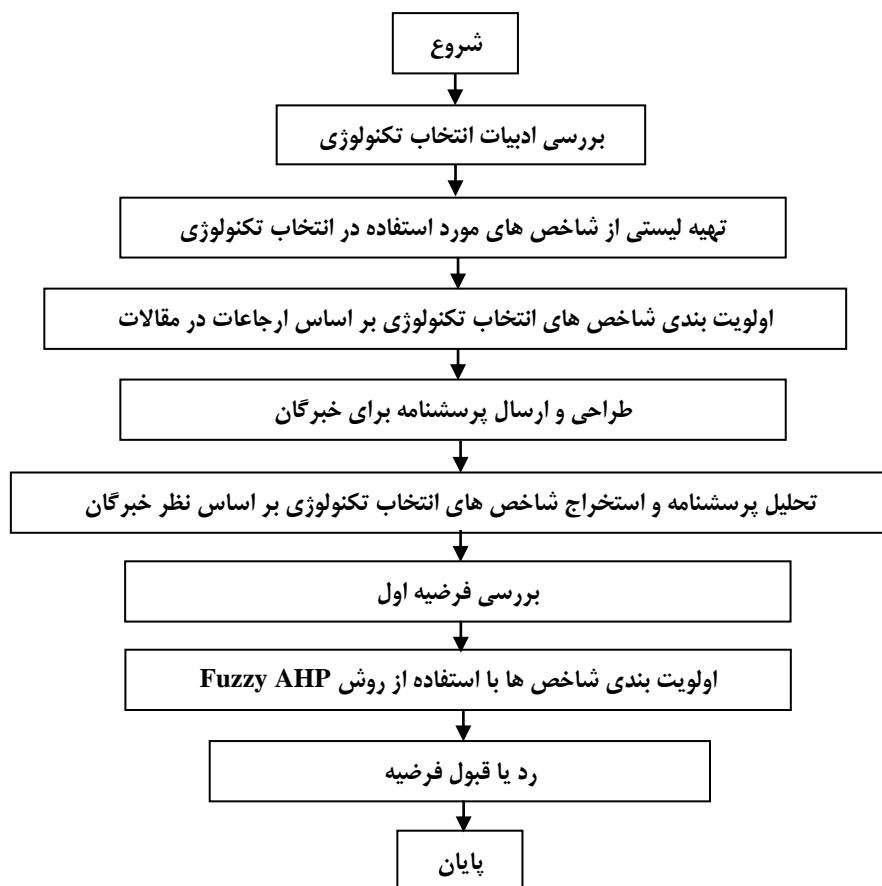 شروع
بررسی ادبیات انتخاب تکنولوژی
تهیه لیستی از شاخص های مورد استفاده در انتخاب تکنولوژی
اولویت بندی شاخص های انتخاب تکنولوژی بر اساس ارجاعات در مقالات
طراحی و ارسال پرسشنامه برای خبرگان
تحلیل پرسشنامه و استخراج شاخص های انتخاب تکنولوژی بر اساس نظر خبرگان
بررسی فرضیه اول
اولویت بندی شاخص ها با استفاده از روش Fuzzy AHP
رد یا قبول فرضیه
پایان